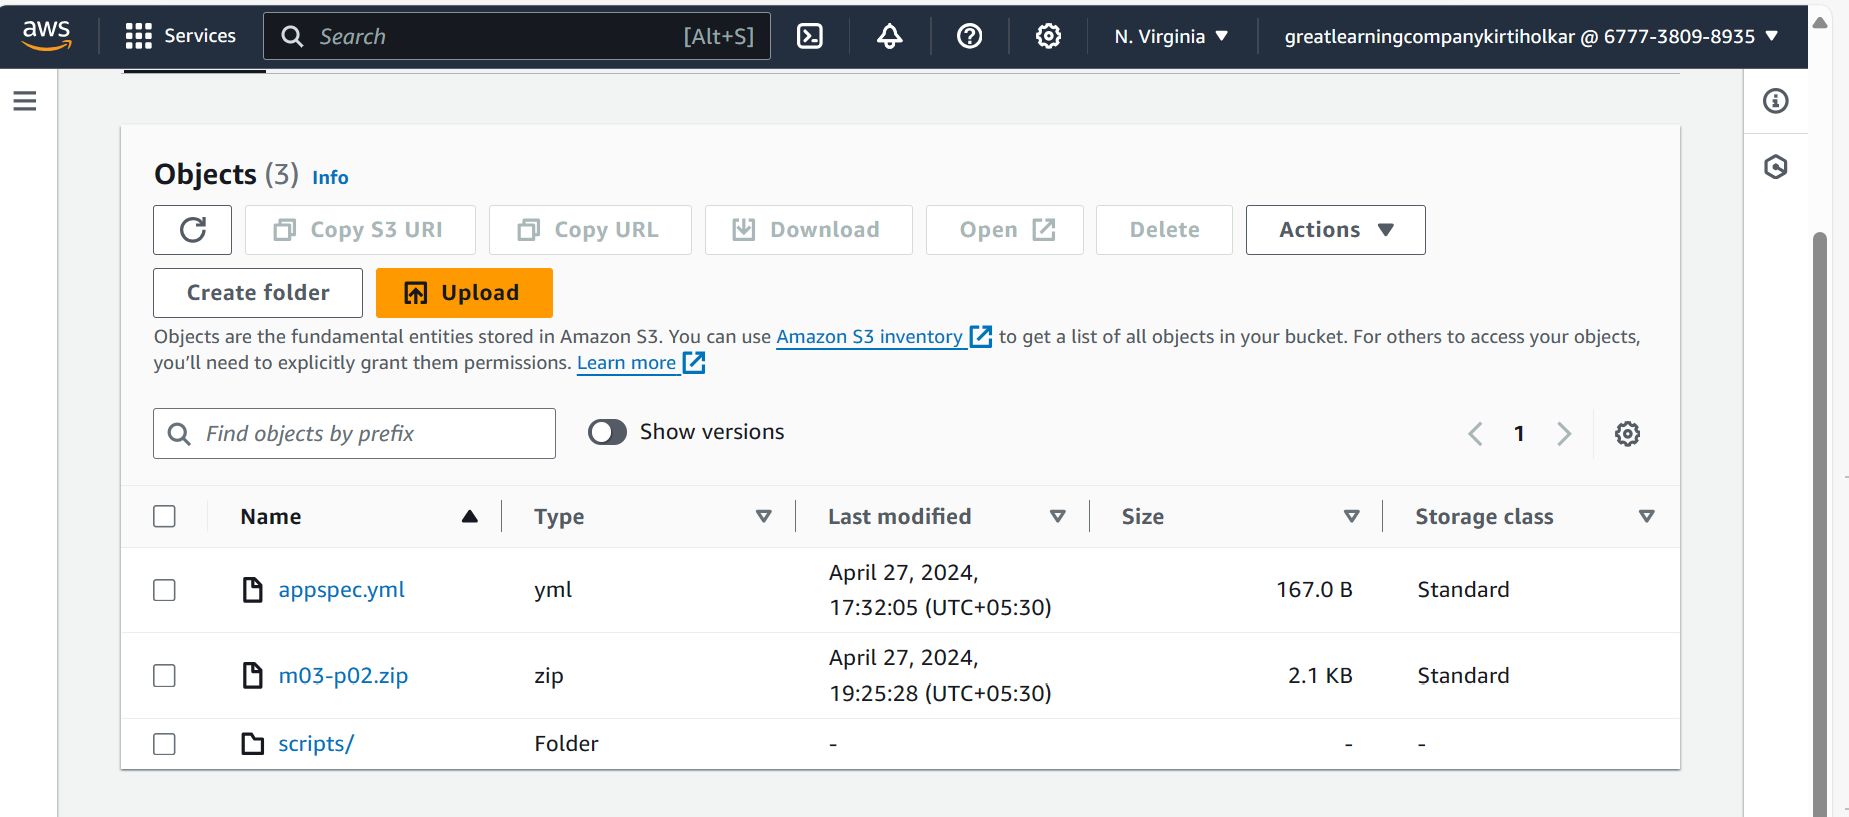 aws Services Search [Alt+S] N. Virginia greatlearningcompanykirtiholkar @ 6777-3809-8935
Objects (3) Info
Copy S3 URI Copy URL Download Open Delete Actions
Create folder Upload
Objects are the fundamental entities stored in Amazon S3. You can use Amazon S3 inventory to get a list of all objects in your bucket. For others to access your objects,
you’ll need to explicitly grant them permissions. Learn more
Find objects by prefix Show versions 1
Name Type Last modified Size Storage class
appspec.yml yml April 27, 2024, 17:32:05 (UTC+05:30) 167.0 B Standard
m03-p02.zip zip April 27, 2024, 19:25:28 (UTC+05:30) 2.1 KB Standard
scripts/ Folder - - -